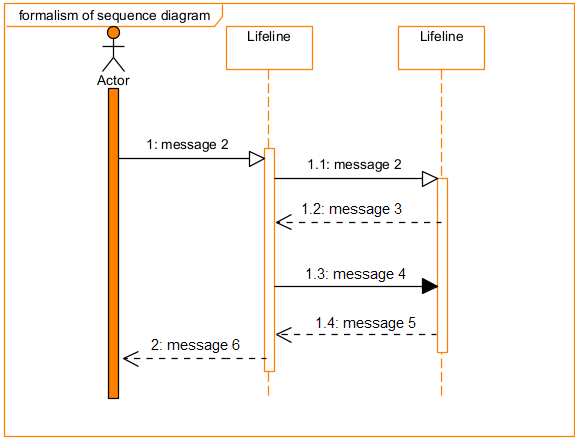 formalism of sequence diagram
Lifeline
Lifeline
Actor
1: message 2
1.1: message 2
1.2: message 3
1.3: message 4
1.4: message 5
2: message 6